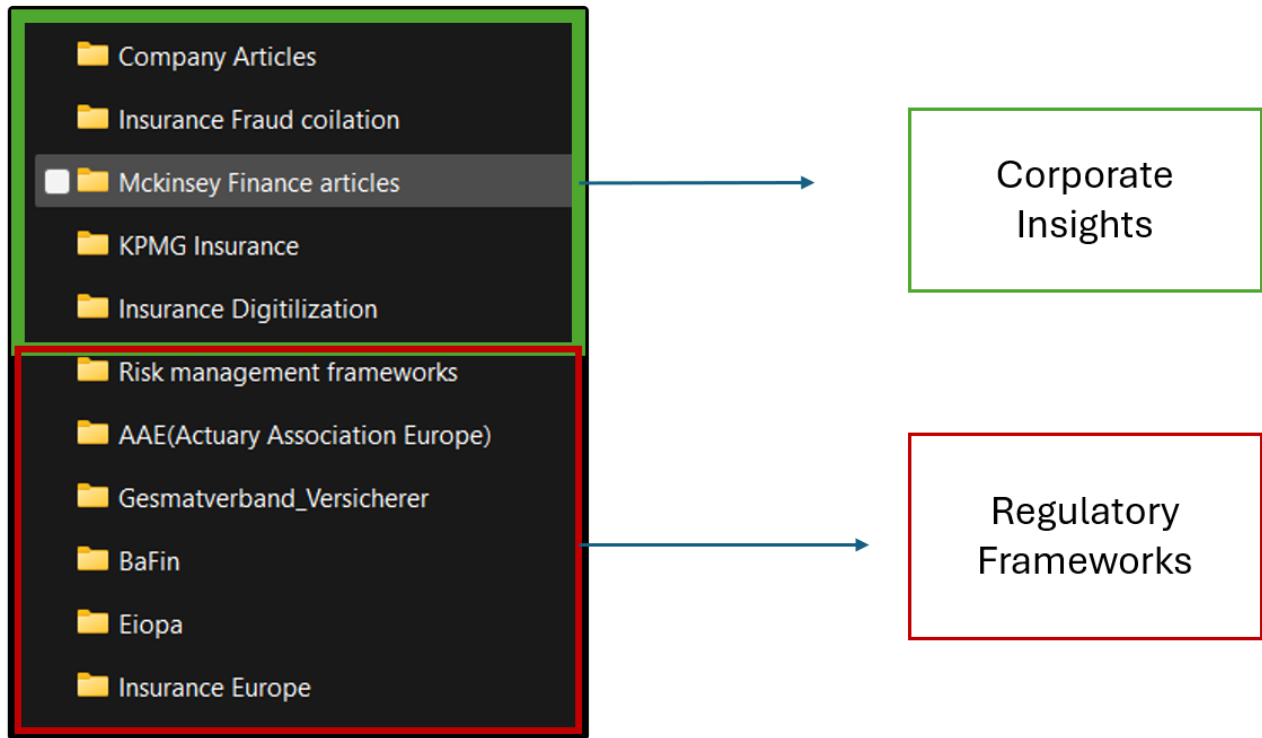 Company Articles
Insurance Fraud coilation
Mckinsey Finance articles
KPMG Insurance
Insurance Digitilization
Risk management frameworks
AAE(Actuary Association Europe)
Gesmatverband_Versicherer
BaFin
Eiopa
Insurance Europe
Corporate
Insights
Regulatory
Frameworks